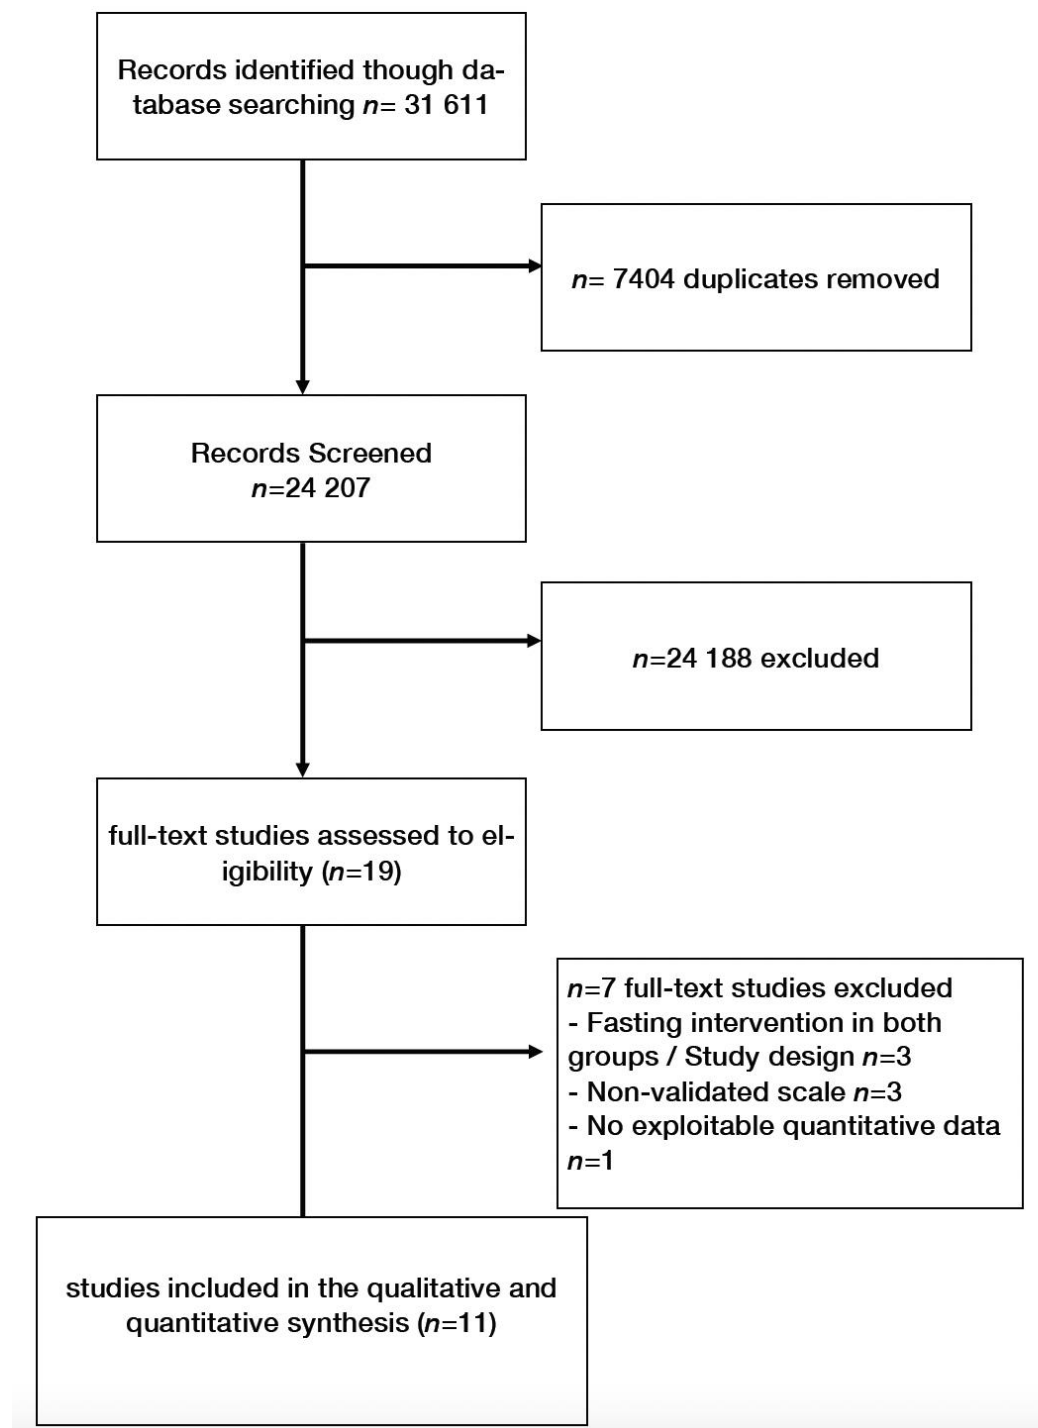 Records identified though da-
tabase searching n= 31 611
n= 7404 duplicates removed
Records Screened
n=24 207
n=24 188 excluded
full-text studies assessed to el-
igibility (n=19)
n=7 full-text studies excluded
- Fasting intervention in both
groups / Study design n=3
- Non-validated scale n=3
- No exploitable quantitative data
n=1
studies included in the qualitative and
quantitative synthesis (n=11)